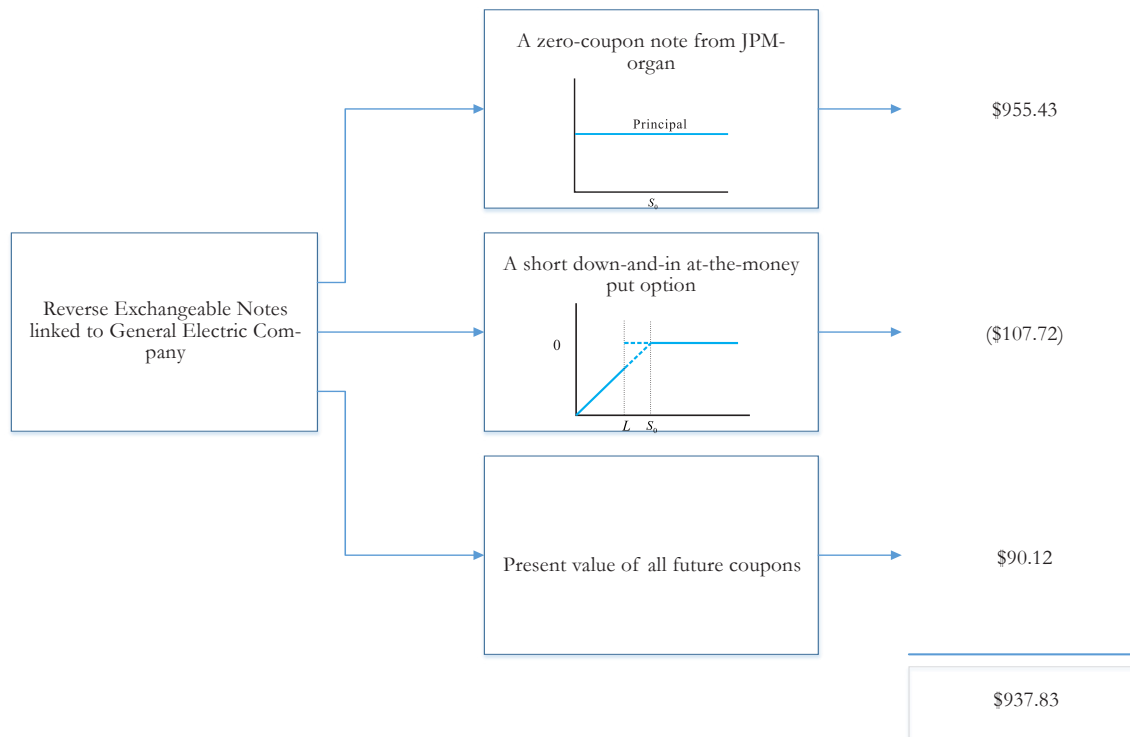 Reverse Exchangeable Notes
linked to General Electric Com-
pany
A zero-coupon note from JPM-
organ
Principal
S₀
$955.43
A short down-and-in at-the-money
put option
0
L S₀
($107.72)
Present value of all future coupons
$90.12
$937.83